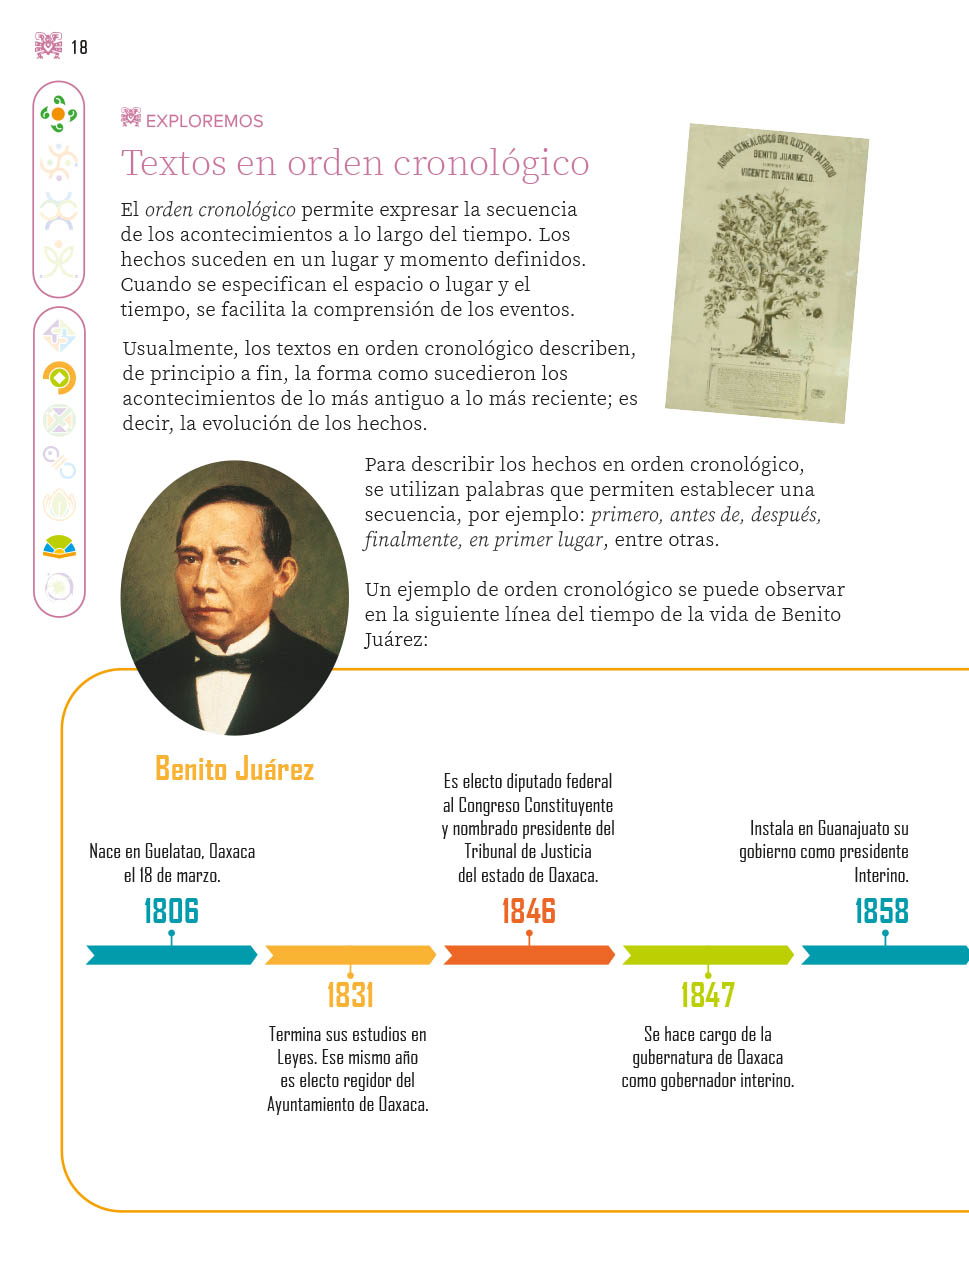 18
EXPLOREMOS
Textos en orden cronológico
El orden cronológico permite expresar la secuencia
de los acontecimientos a lo largo del tiempo. Los
hechos suceden en un lugar y momento definidos.
Cuando se especifican el espacio o lugar y el
tiempo, se facilita la comprensión de los eventos.
Usualmente, los textos en orden cronológico describen,
de principio a fin, la forma como sucedieron los
acontecimientos de lo más antiguo a lo más reciente; es
decir, la evolución de los hechos.
ARBOL GENEALOGICO DEL ILUSTRE PATRICIO
BENITO JUAREZ
VICENTE RIVERA MELO.
Para describir los hechos en orden cronológico,
se utilizan palabras que permiten establecer una
secuencia, por ejemplo: primero, antes de, después,
finalmente, en primer lugar, entre otras.
Un ejemplo de orden cronológico se puede observar
en la siguiente línea del tiempo de la vida de Benito
Juárez:
Benito Juárez
Nace en Guelatao, Oaxaca
el 18 de marzo.
1806
1831
Termina sus estudios en
Leyes. Ese mismo año
es electo regidor del
Ayuntamiento de Oaxaca.
Es electo diputado federal
al Congreso Constituyente
y nombrado presidente del
Tribunal de Justicia
del estado de Oaxaca.
1846
1847
Se hace cargo de la
gubernatura de Oaxaca
como gobernador interino.
Instala en Guanajuato su
gobierno como presidente
Interino.
1858